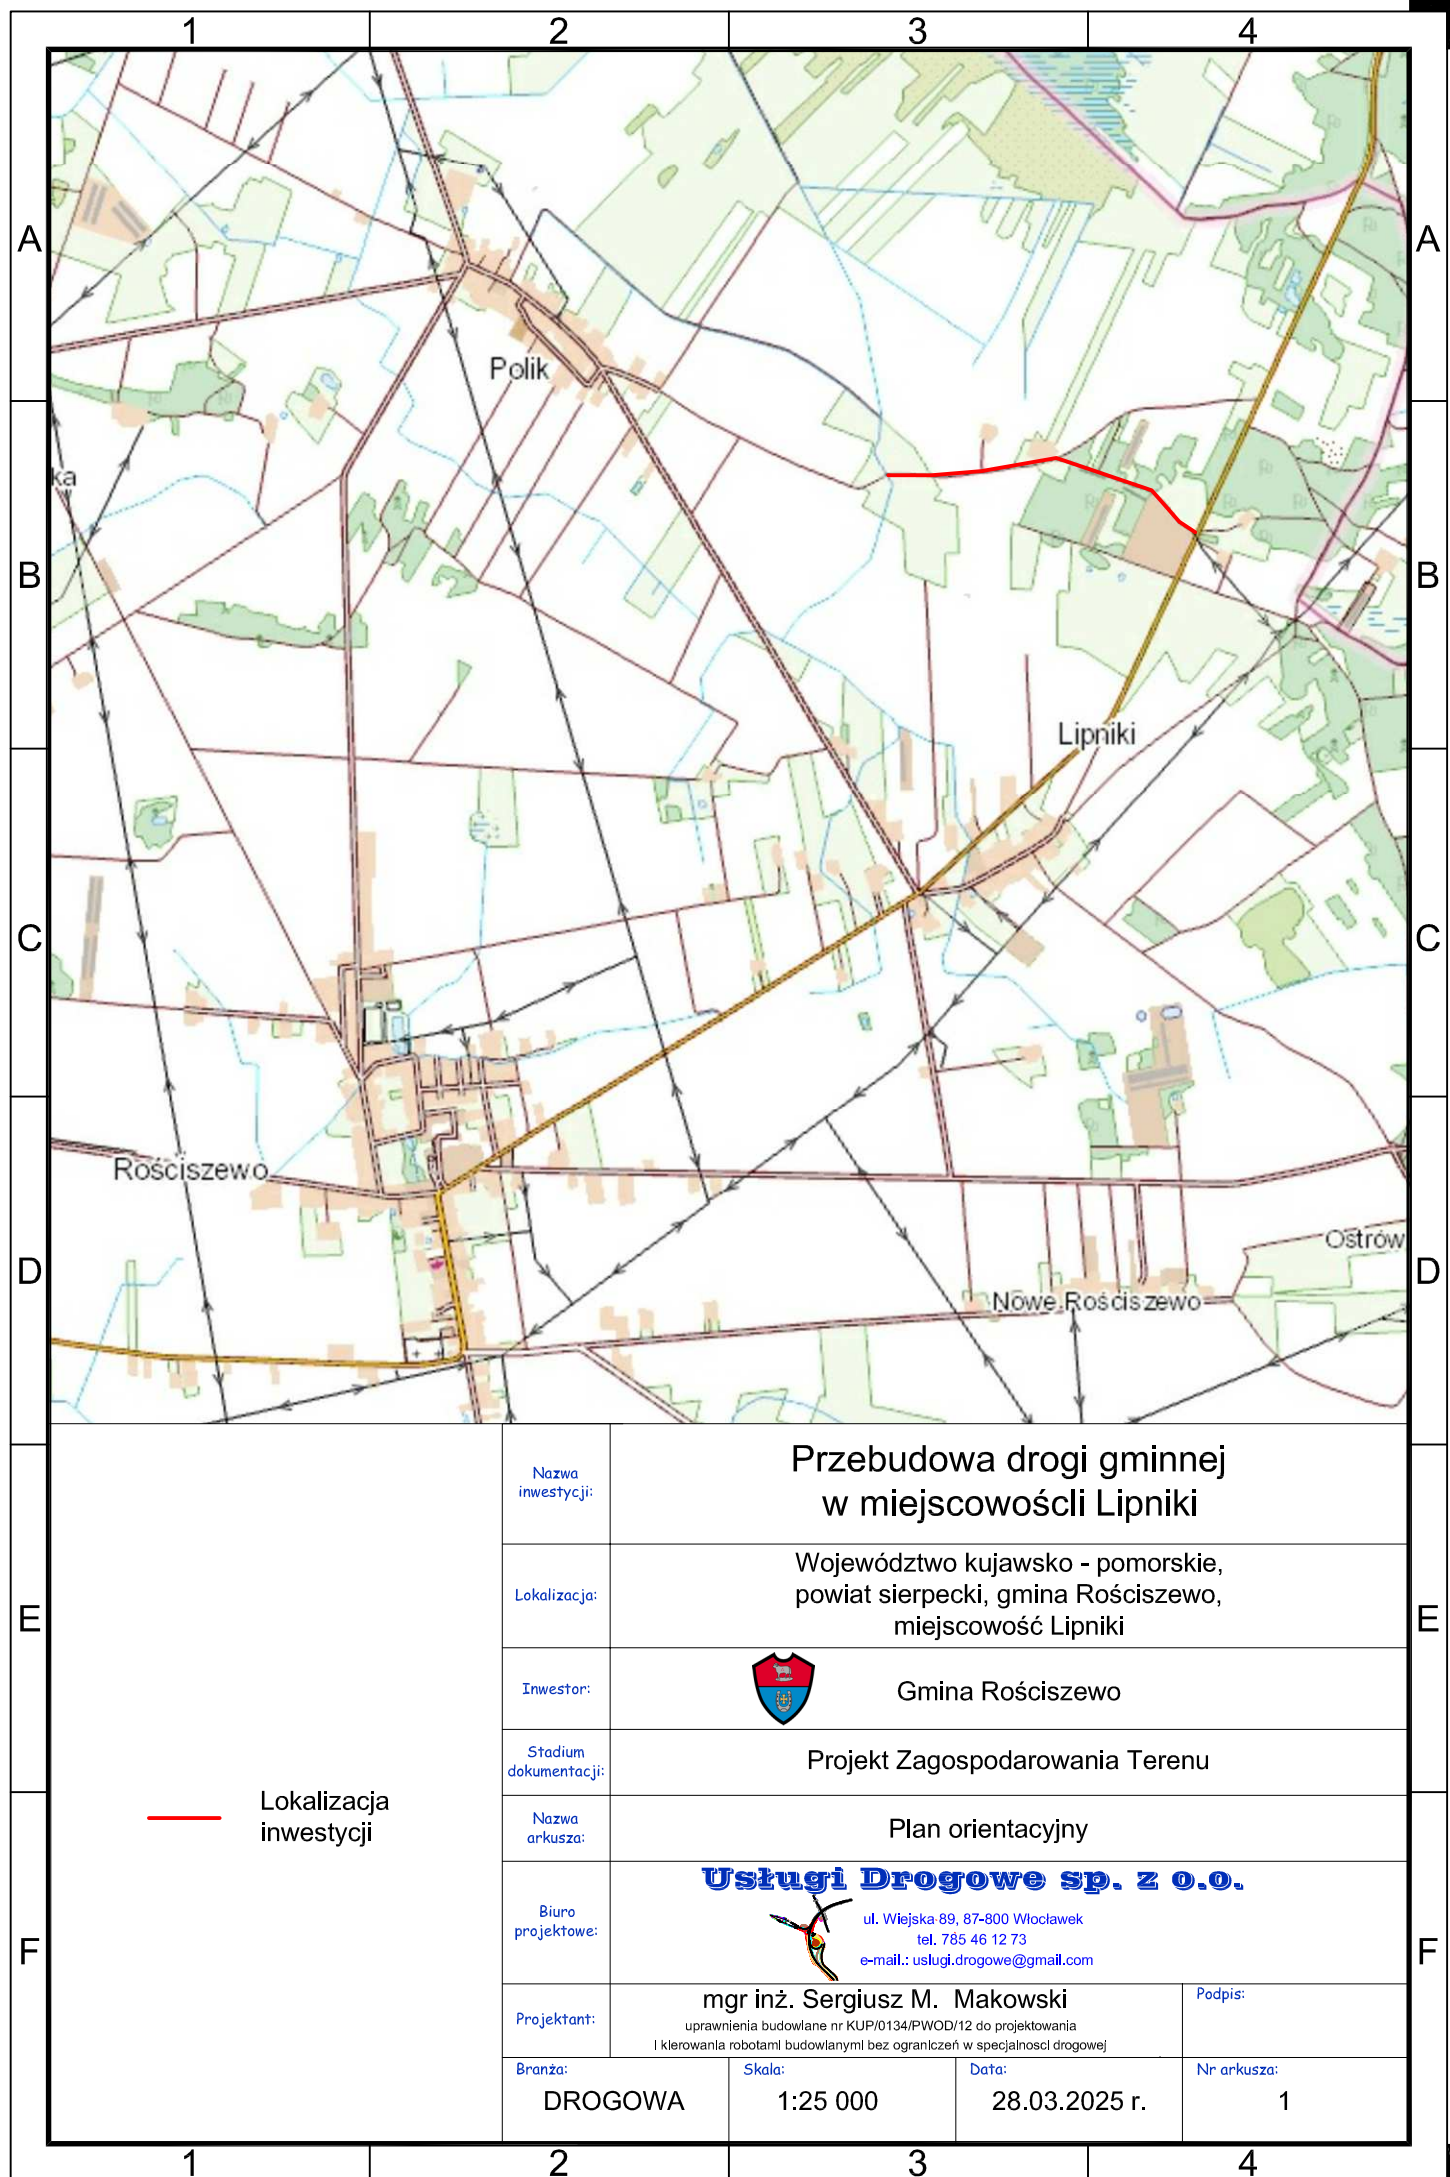 1 2 3 4
A A
Polik
ka
B B
Lipniki
C C
Rościszewo
Ostrów
D D
Nowe Rościszewo
Nazwa
inwestycji:
Przebudowa drogi gminnej
w miejscowoścli Lipniki
Lokalizacja:
Województwo kujawsko - pomorskie,
powiat sierpecki, gmina Rościszewo,
miejscowość Lipniki
E E
Inwestor:
Gmina Rościszewo
Stadium
dokumentacji:
Projekt Zagospodarowania Terenu
Lokalizacja
inwestycji
Nazwa
arkusza:
Plan orientacyjny
Biuro
projektowe:
Usługi Drogowe sp. z o.o.
ul. Wiejska 89, 87-800 Włocławek
tel. 785 46 12 73
e-mail.: uslugi.drogowe@gmail.com
F F
Projektant:
mgr inż. Sergiusz M. Makowski
uprawnienia budowlane nr KUP/0134/PWOD/12 do projektowania
i kierowania robotami budowlanymi bez ograniczeń w specjalnosci drogowej
Podpis:
Branża:
DROGOWA
Skala:
1:25 000
Data:
28.03.2025 r.
Nr arkusza:
1
1 2 3 4